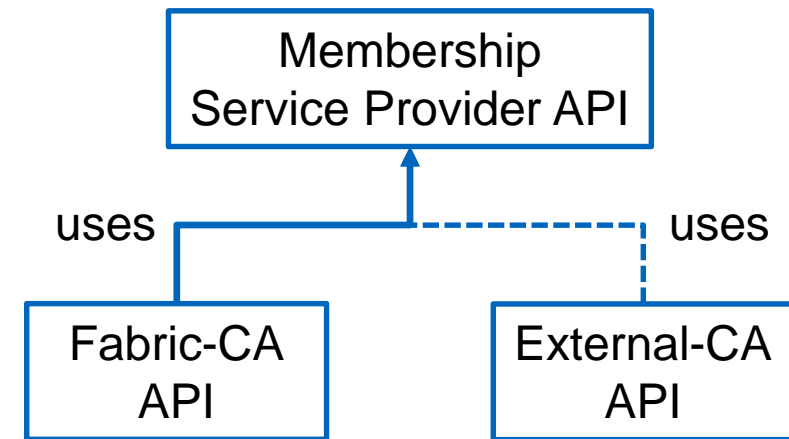 Membership
Service Provider API
uses
uses
Fabric-CA
API
External-CA
API